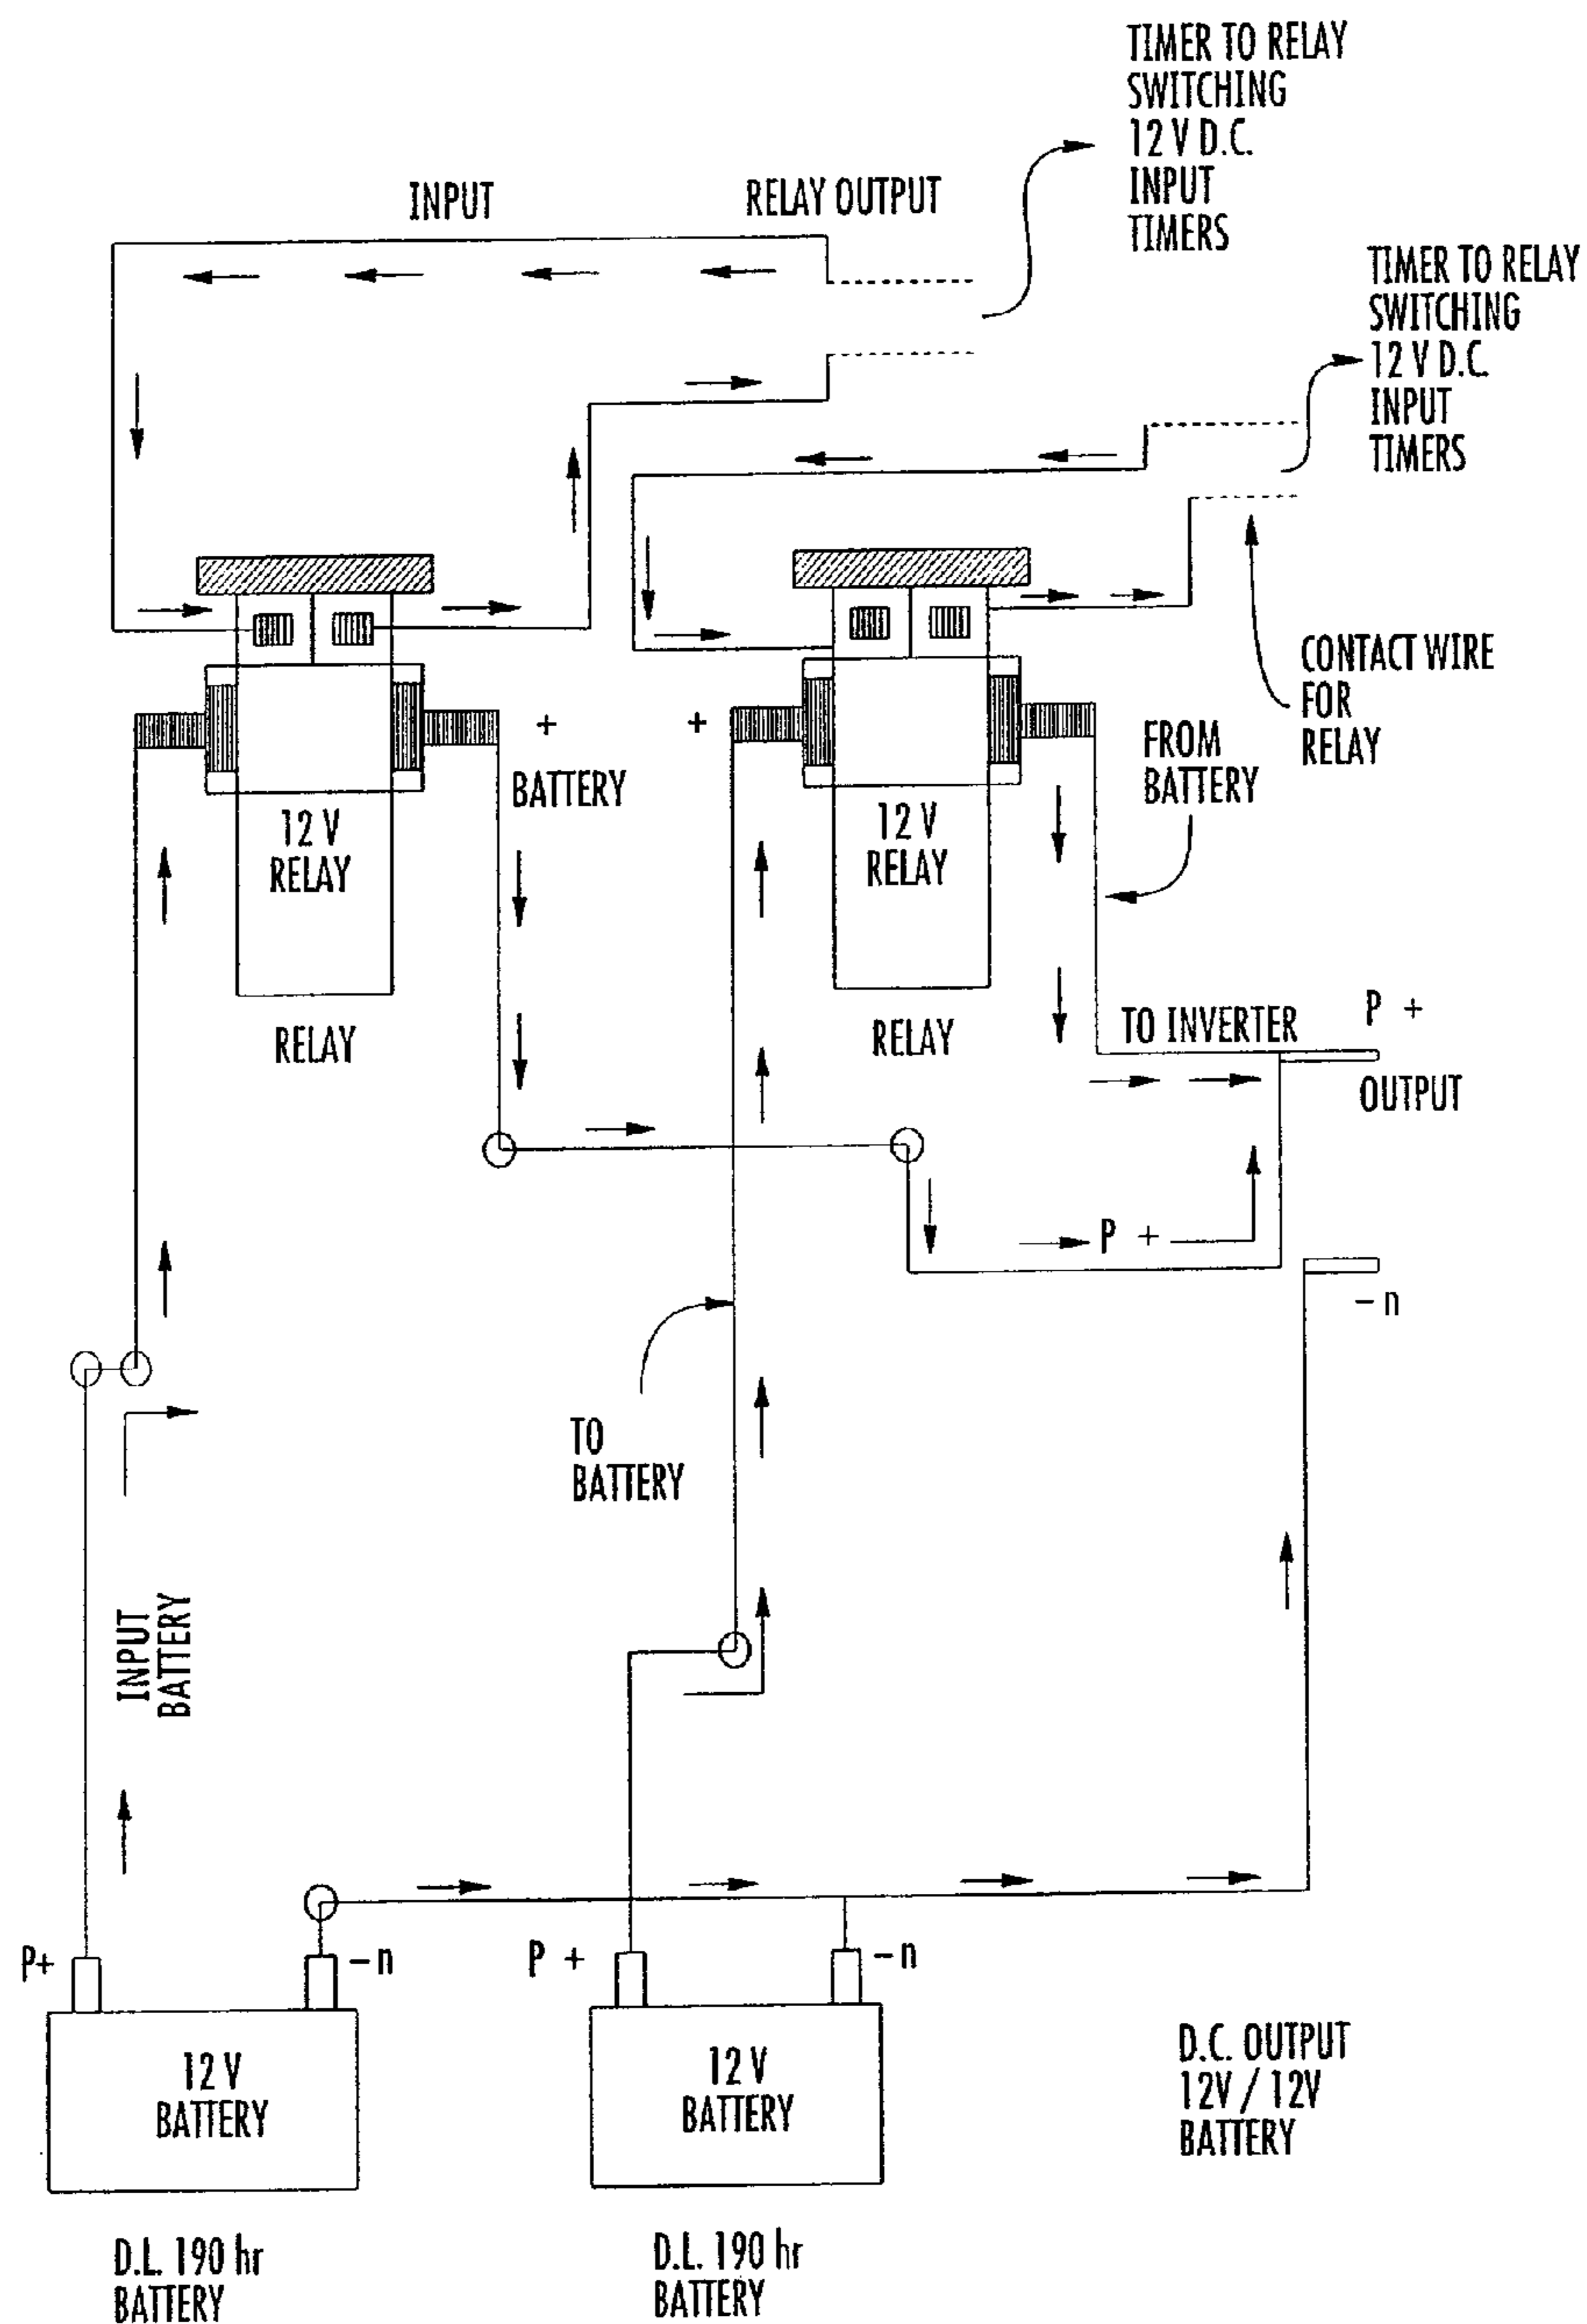 TIMER TO RELAY
SWITCHING
12 V D.C.
INPUT
TIMERS
INPUT
RELAY OUTPUT
TIMER TO RELAY
SWITCHING
12 V D.C.
INPUT
TIMERS
CONTACT WIRE
FOR
RELAY
+
BATTERY
+
FROM
BATTERY
12 V
RELAY
12 V
RELAY
RELAY
RELAY
TO INVERTER
P +
OUTPUT
P +
– n
TO
BATTERY
INPUT
BATTERY
P+
– n
P +
– n
12 V
BATTERY
12 V
BATTERY
D.C. OUTPUT
12V / 12V
BATTERY
D.L. 190 hr
BATTERY
D.L. 190 hr
BATTERY